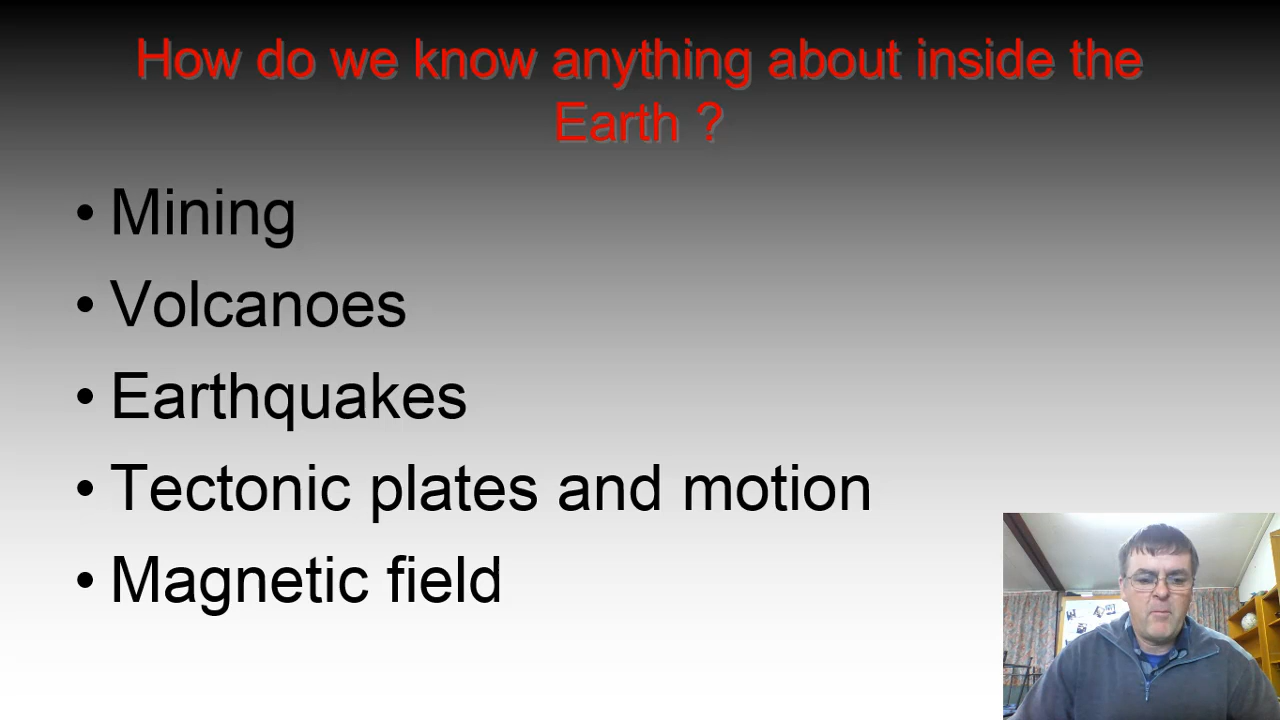 How do we know anything about inside the
Earth ?
• Mining
• Volcanoes
• Earthquakes
• Tectonic plates and motion
• Magnetic field